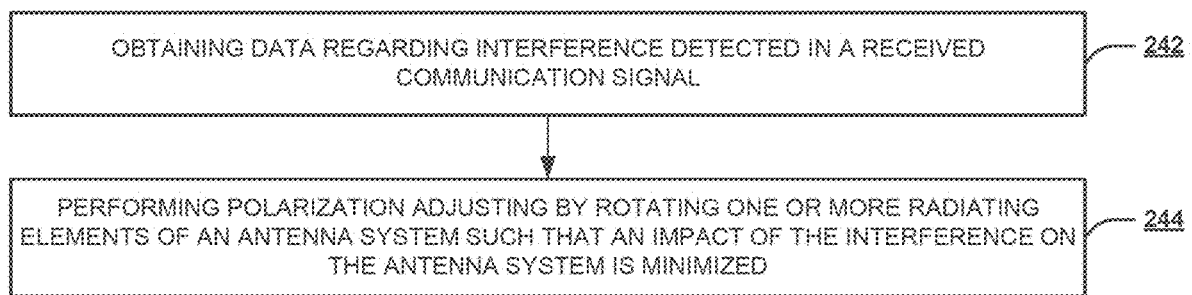 OBTAINING DATA REGARDING INTERFERENCE DETECTED IN A RECEIVED
COMMUNICATION SIGNAL
242
PERFORMING POLARIZATION ADJUSTING BY ROTATING ONE OR MORE RADIATING
ELEMENTS OF AN ANTENNA SYSTEM SUCH THAT AN IMPACT OF THE INTERFERENCE ON
THE ANTENNA SYSTEM IS MINIMIZED
244